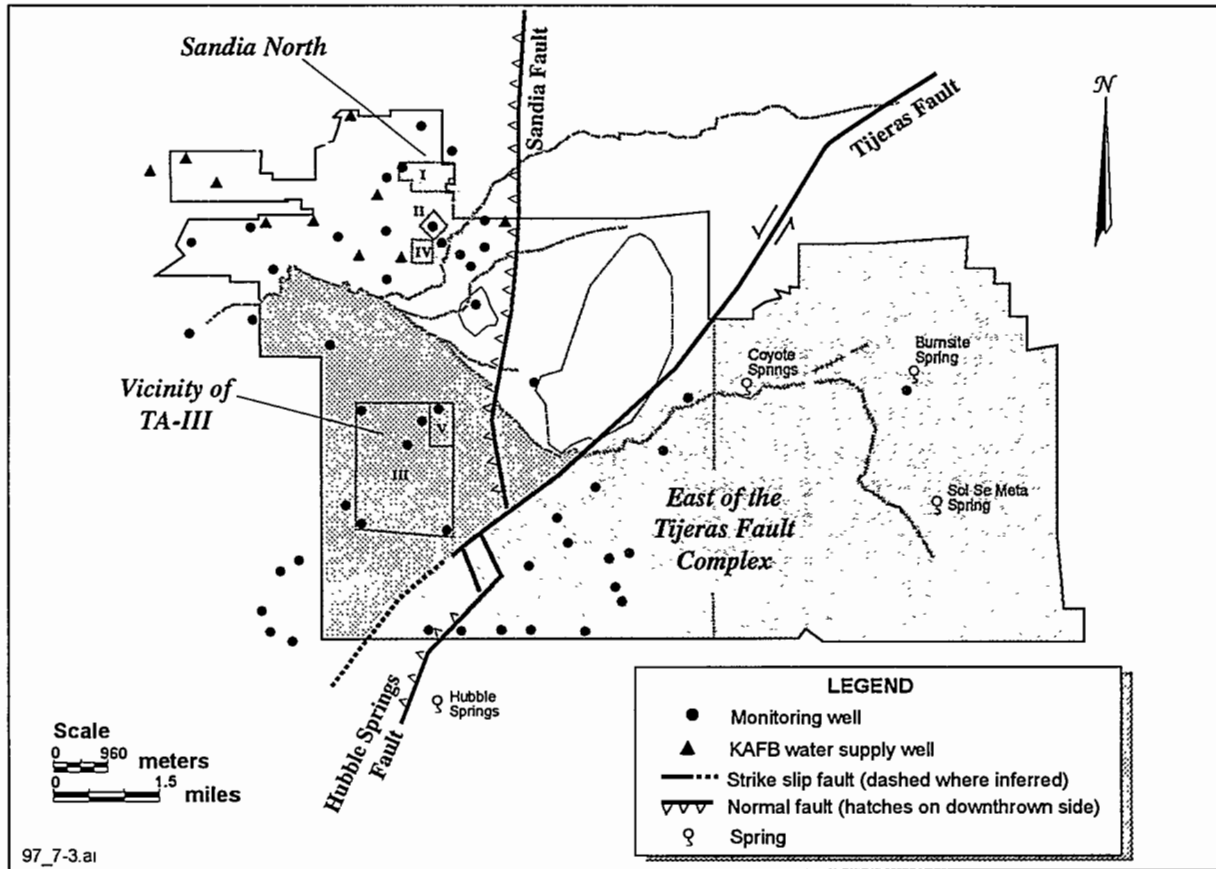 Sandia North
Sandia Fault
Tijeras Fault
N
I
II
IV
Coyote
Springs
Burnsite
Spring
Vicinity of
TA-III
V
III
East of the
Tijeras Fault
Complex
Sol Se Meta
Spring
Hubble Springs
Fault
Hubble
Springs
Scale
0 960 meters
0 1.5 miles
LEGEND
Monitoring well
KAFB water supply well
Strike slip fault (dashed where inferred)
Normal fault (hatches on downthrown side)
Spring
97_7-3.ai